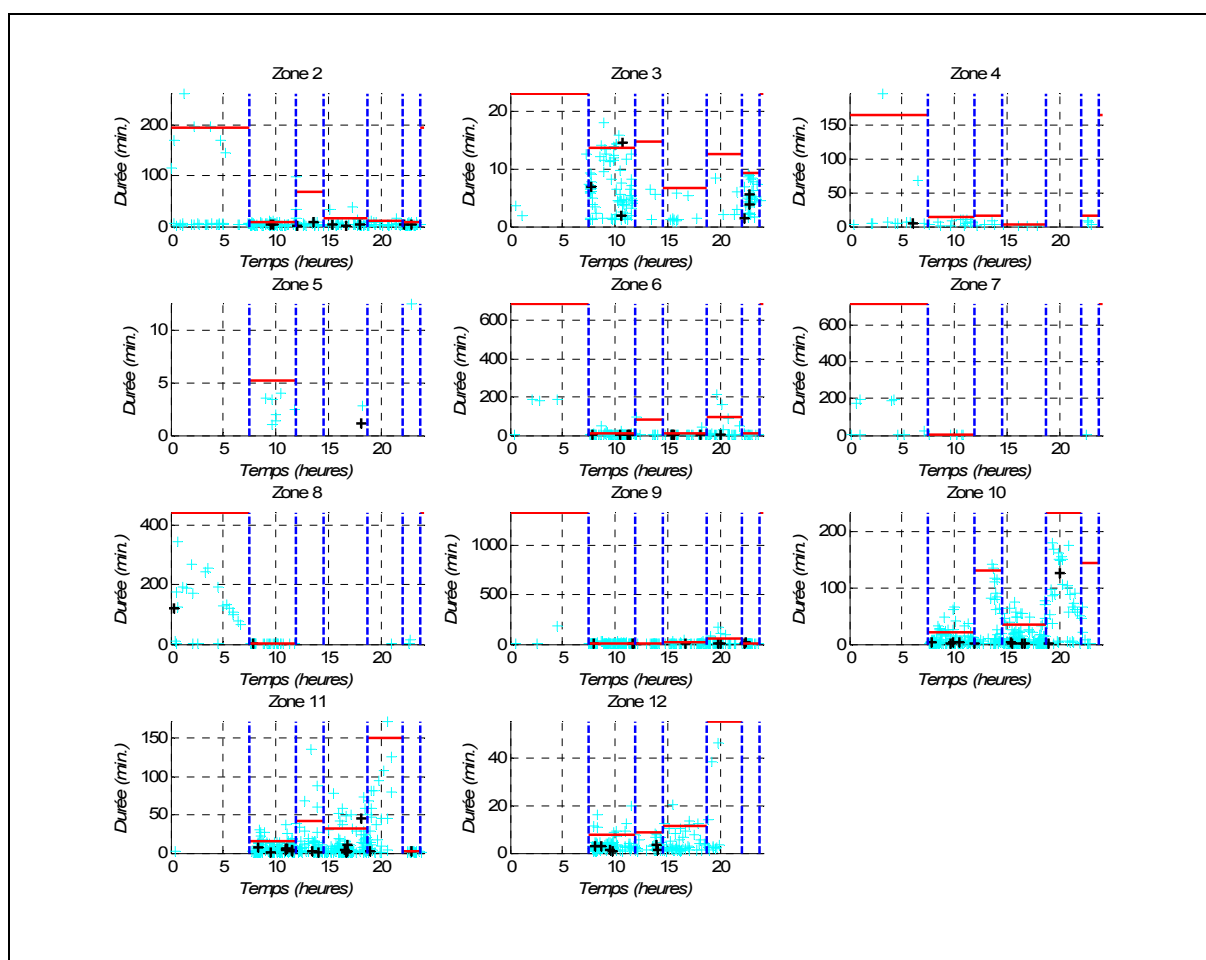 Zone 2
Durée (min.)
200
100
0
0 5 10 15 20
Temps (heures)
Zone 3
Durée (min.)
20
10
0
0 5 10 15 20
Temps (heures)
Zone 4
Durée (min.)
150
100
50
0
0 5 10 15 20
Temps (heures)
Zone 5
Durée (min.)
10
5
0
0 5 10 15 20
Temps (heures)
Zone 6
Durée (min.)
600
400
200
0
0 5 10 15 20
Temps (heures)
Zone 7
Durée (min.)
600
400
200
0
0 5 10 15 20
Temps (heures)
Zone 8
Durée (min.)
400
200
0
0 5 10 15 20
Temps (heures)
Zone 9
Durée (min.)
1000
500
0
0 5 10 15 20
Temps (heures)
Zone 10
Durée (min.)
200
100
0
0 5 10 15 20
Temps (heures)
Zone 11
Durée (min.)
150
100
50
0
0 5 10 15 20
Temps (heures)
Zone 12
Durée (min.)
40
20
0
0 5 10 15 20
Temps (heures)